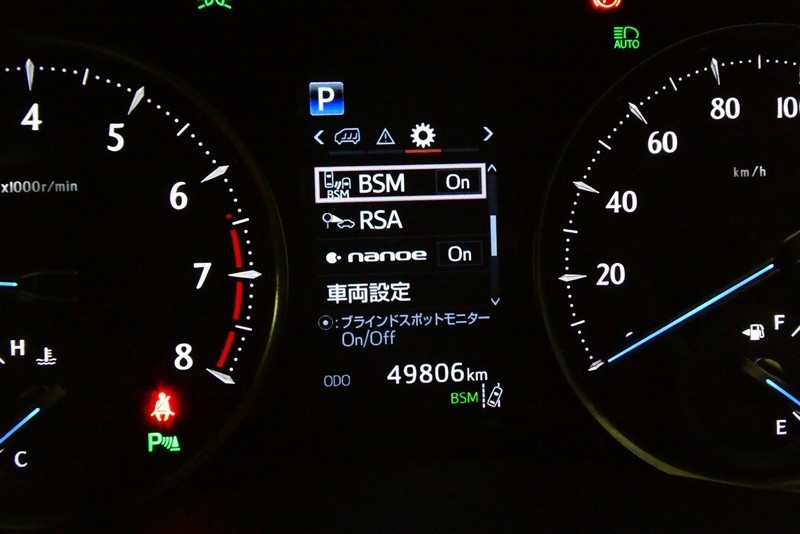 4
5
6
7
8
x1000r/min
H
C
P
P
BSM
BSM On
RSA
nanoe On
車両設定
:ブラインドスポットモニター
On/Off
ODO 49806km
BSM
AUTO
20
40
60
80
100
km/h
F
E